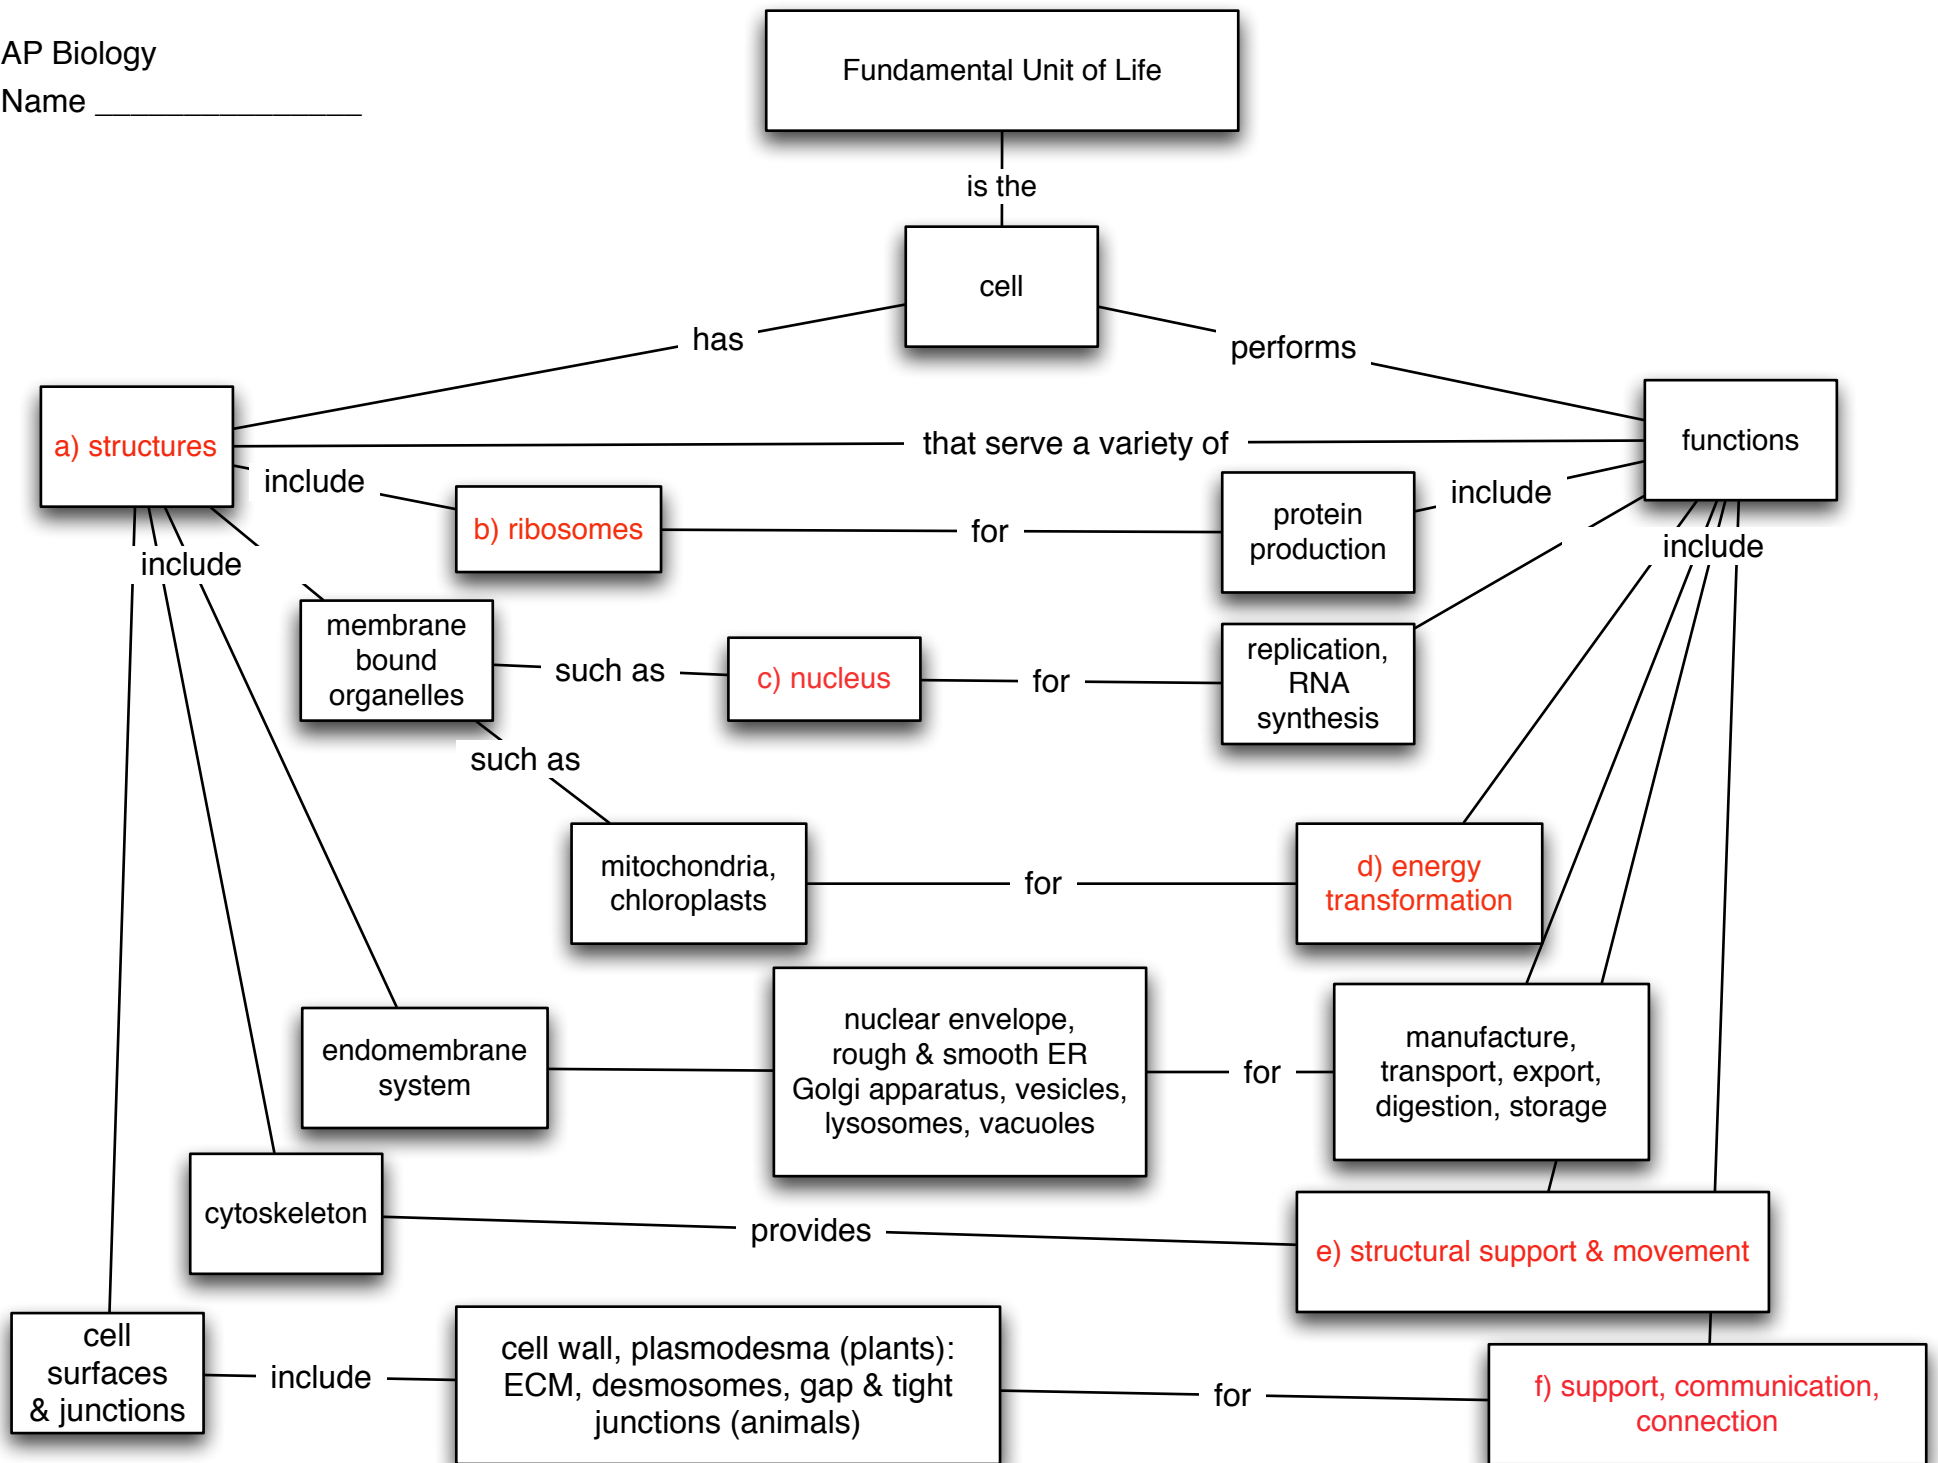 AP Biology
Name _______________
Fundamental Unit of Life
is the
cell
has
performs
a) structures
that serve a variety of
functions
include
b) ribosomes
for
protein
production
include
include
include
membrane
bound
organelles
such as
c) nucleus
for
replication,
RNA
synthesis
such as
mitochondria,
chloroplasts
for
d) energy
transformation
endomembrane
system
nuclear envelope,
rough & smooth ER
Golgi apparatus, vesicles,
lysosomes, vacuoles
for
manufacture,
transport, export,
digestion, storage
cytoskeleton
provides
e) structural support & movement
cell
surfaces
& junctions
include
cell wall, plasmodesma (plants):
ECM, desmosomes, gap & tight
junctions (animals)
for
f) support, communication,
connection